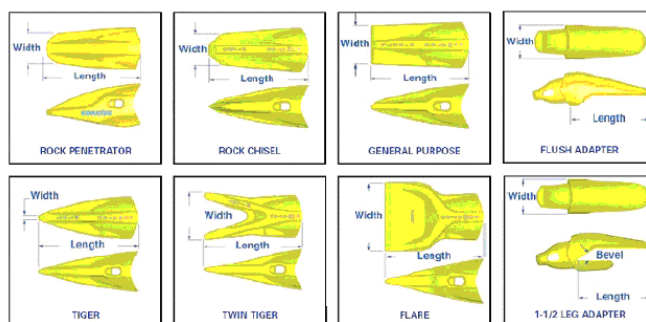 Width
Length
ROCK PENETRATOR
Width
Length
ROCK CHISEL
Width
Length
GENERAL PURPOSE
Width
Length
FLUSH ADAPTER
Width
Length
TIGER
Width
Length
TWIN TIGER
Width
Length
FLARE
Width
Bevel
Length
1-1/2 LEG ADAPTER